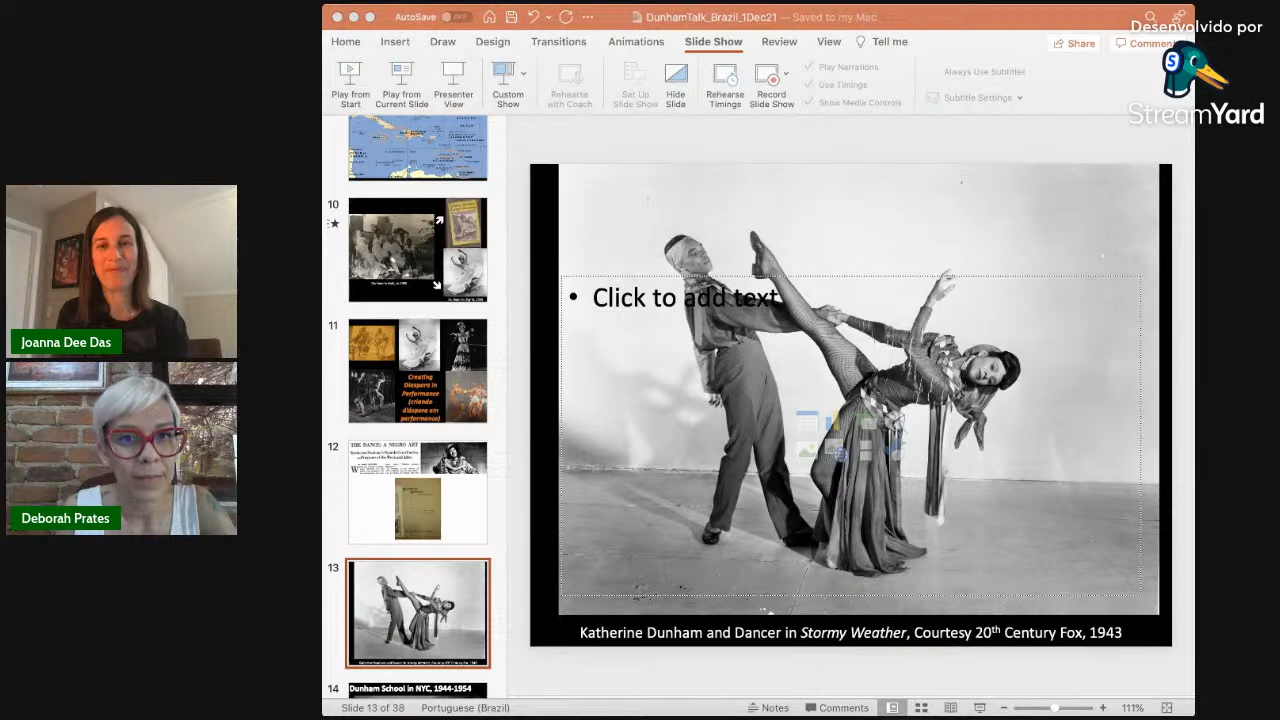 AutoSave OFF
DunhamTalk_Brazil_1Dec21 — Saved to my Mac
Desenvolvido por
StreamYard
Home Insert Draw Design Transitions Animations Slide Show Review View Tell me
Share
Play from Start
Play from Current Slide
Presenter View
Custom Show
Rehearse with Coach
Set Up Slide Show
Hide Slide
Rehearse Timings
Record Slide Show
Play Narrations
Use Timings
Show Media Controls
Always Use Subtitles
Subtitle Settings
10
11
Creating
Diaspora in
Performance
(criando
diáspora em
performance)
12
THE DANCE: A NEGRO ART
13
14
Dunham School in NYC, 1944-1954
• Click to add text
Katherine Dunham and Dancer in Stormy Weather, Courtesy 20th Century Fox, 1943
Joanna Dee Das
Deborah Prates
Slide 13 of 38
Portuguese (Brazil)
Notes
Comments
111%